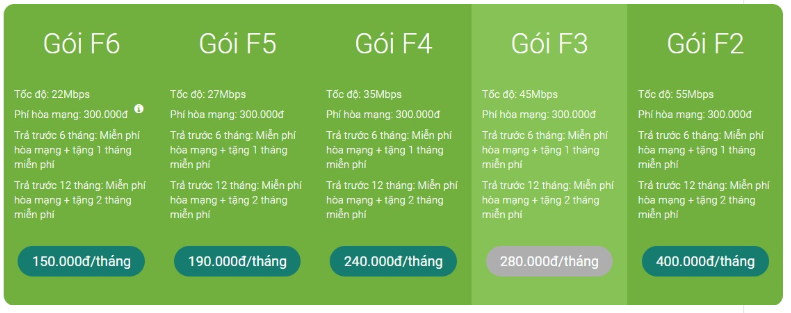 Gói F6
Tốc độ: 22Mbps
Phí hòa mạng: 300.000đ
Trả trước 6 tháng: Miễn phí
hòa mạng + tặng 1 tháng
miễn phí
Trả trước 12 tháng: Miễn phí
hòa mạng + tặng 2 tháng
miễn phí
150.000đ/tháng
Gói F5
Tốc độ: 27Mbps
Phí hòa mạng: 300.000đ
Trả trước 6 tháng: Miễn phí
hòa mạng + tặng 1 tháng
miễn phí
Trả trước 12 tháng: Miễn phí
hòa mạng + tặng 2 tháng
miễn phí
190.000đ/tháng
Gói F4
Tốc độ: 35Mbps
Phí hòa mạng: 300.000đ
Trả trước 6 tháng: Miễn phí
hòa mạng + tặng 1 tháng
miễn phí
Trả trước 12 tháng: Miễn phí
hòa mạng + tặng 2 tháng
miễn phí
240.000đ/tháng
Gói F3
Tốc độ: 45Mbps
Phí hòa mạng: 300.000đ
Trả trước 6 tháng: Miễn phí
hòa mạng + tặng 1 tháng
miễn phí
Trả trước 12 tháng: Miễn phí
hòa mạng + tặng 2 tháng
miễn phí
280.000đ/tháng
Gói F2
Tốc độ: 55Mbps
Phí hòa mạng: 300.000đ
Trả trước 6 tháng: Miễn phí
hòa mạng + tặng 1 tháng
miễn phí
Trả trước 12 tháng: Miễn phí
hòa mạng + tặng 2 tháng
miễn phí
400.000đ/tháng